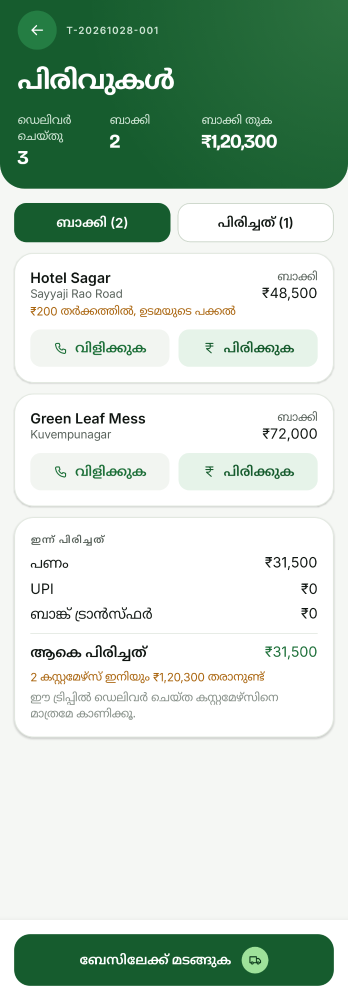 T-20261028-001
പിരിവുകൾ
ഡെലിവർ
ചെയ്തു
3
ബാക്കി
2
ബാക്കി തുക
₹1,20,300
ബാക്കി (2)
പിരിച്ചത് (1)
Hotel Sagar
Sayyaji Rao Road
₹200 തർക്കത്തിൽ, ഉടമയുടെ പക്കൽ
ബാക്കി
₹48,500
വിളിക്കുക
₹ പിരിക്കുക
Green Leaf Mess
Kuvempunagar
ബാക്കി
₹72,000
വിളിക്കുക
₹ പിരിക്കുക
ഇന്ന് പിരിച്ചത്
പണം ₹31,500
UPI ₹0
ബാങ്ക് ട്രാൻസ്ഫർ ₹0
ആകെ പിരിച്ചത് ₹31,500
2 കസ്റ്റമേഴ്സ് ഇനിയും ₹1,20,300 തരാനുണ്ട്
ഈ ട്രിപ്പിൽ ഡെലിവർ ചെയ്ത കസ്റ്റമേഴ്സിനെ
മാത്രമേ കാണിക്കൂ.
ബേസിലേക്ക് മടങ്ങുക